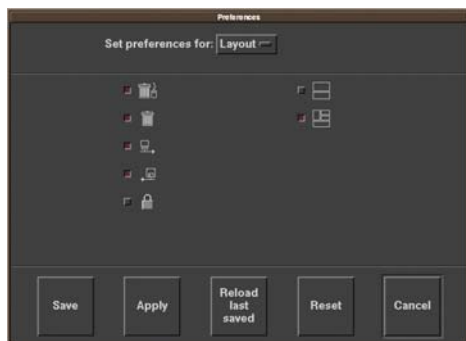 Preferences
Set preferences for: Layout
Save
Apply
Reload
last
saved
Reset
Cancel